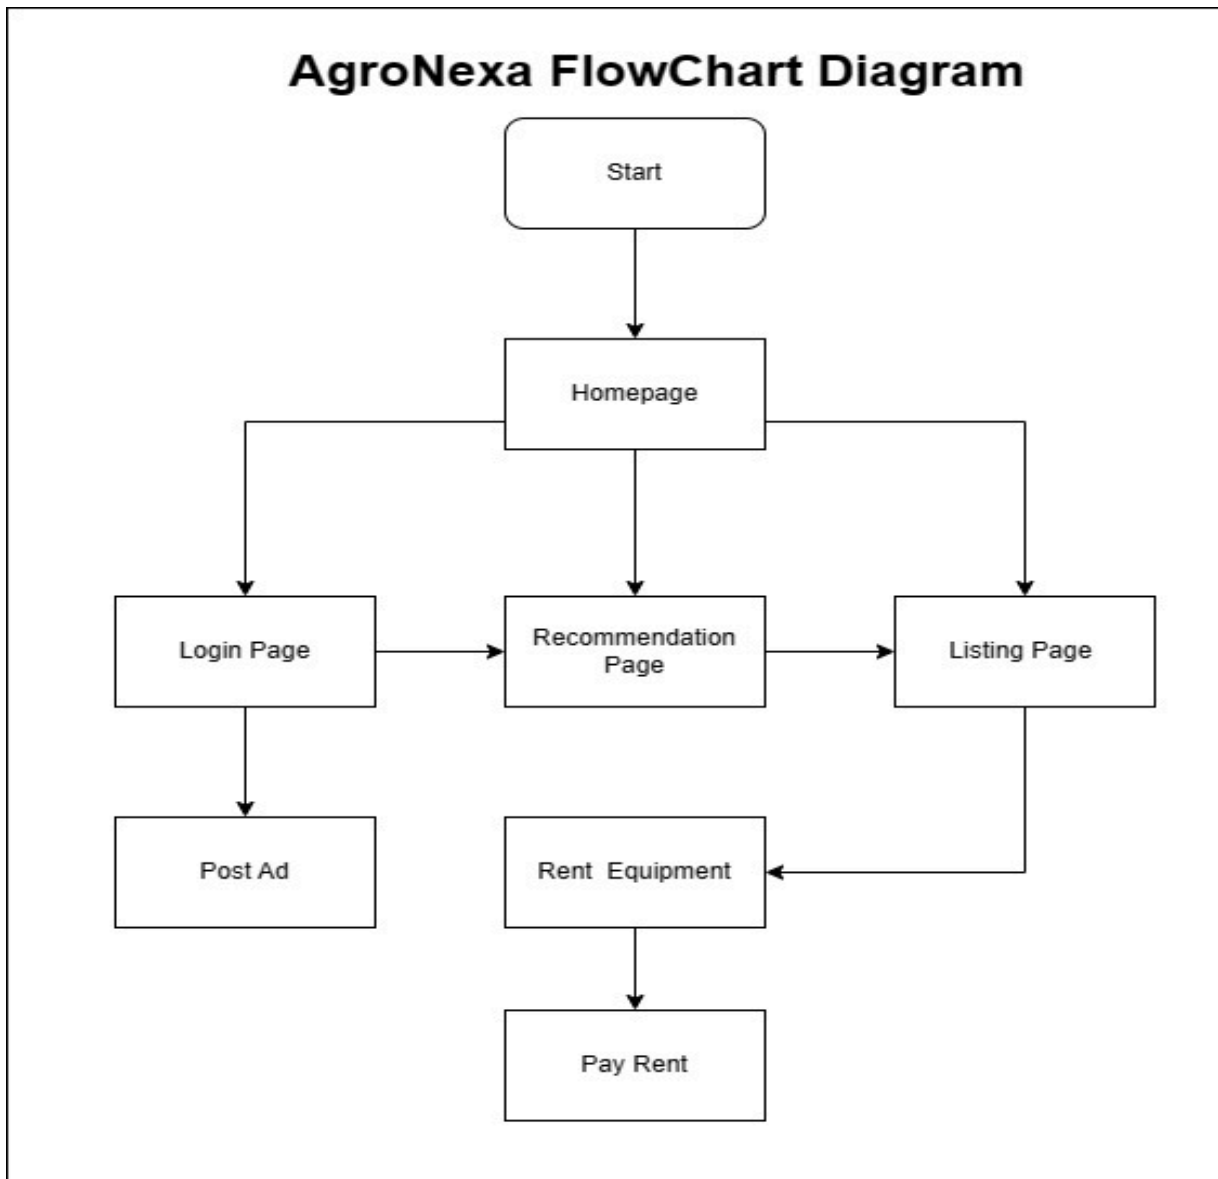 AgroNexa FlowChart Diagram
Start
Homepage
Login Page
Recommendation
Page
Listing Page
Post Ad
Rent  Equipment
Pay Rent